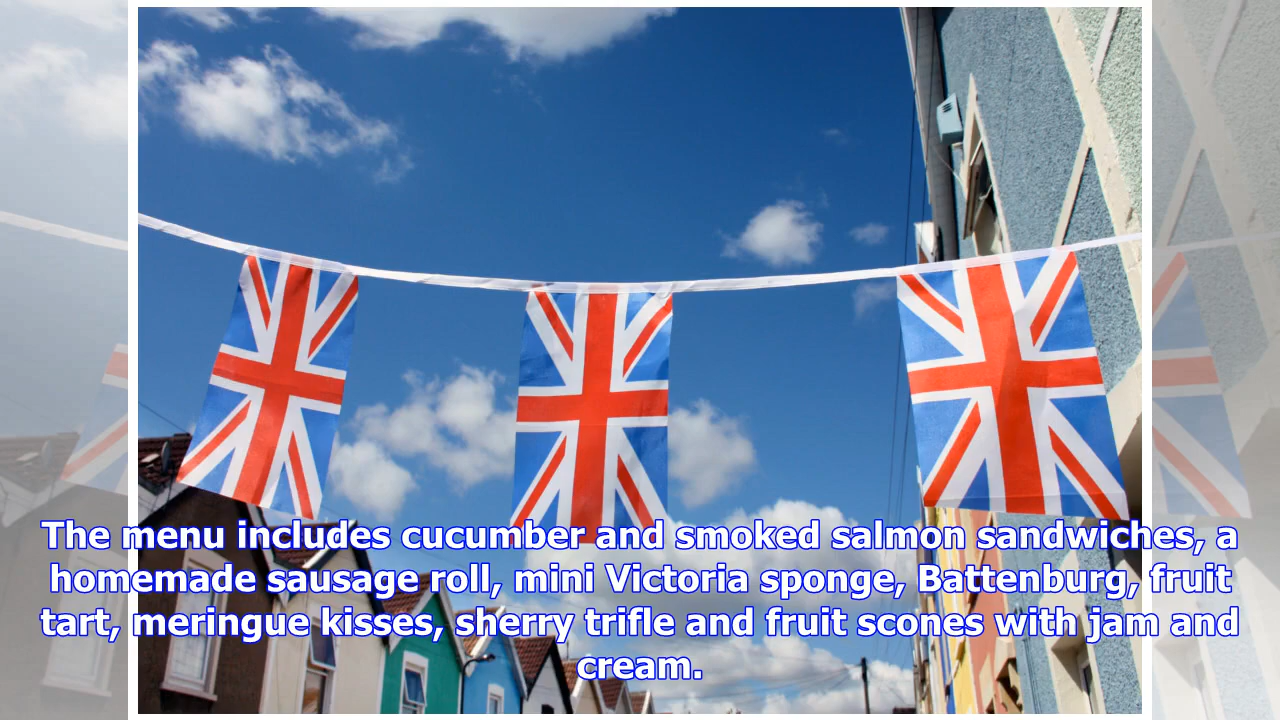 The menu includes cucumber and smoked salmon sandwiches, a
homemade sausage roll, mini Victoria sponge, Battenburg, fruit
tart, meringue kisses, sherry trifle and fruit scones with jam and
cream.